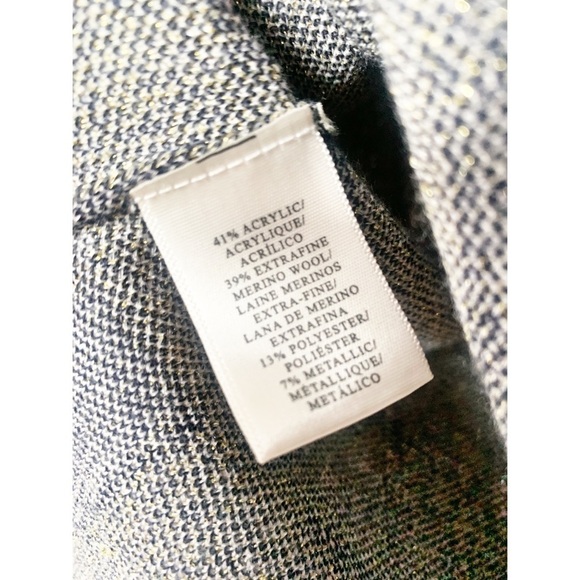 41% ACRYLIC/
ACRYLIQUE/
ACRÍLICO
39% EXTRAFINE
MERINO WOOL/
LAINE MERINOS
EXTRA-FINE/
LANA DE MERINO
EXTRAFINA
13% POLYESTER/
POLIÉSTER
7% METALLIC/
MÉTALLIQUE/
METÁLICO